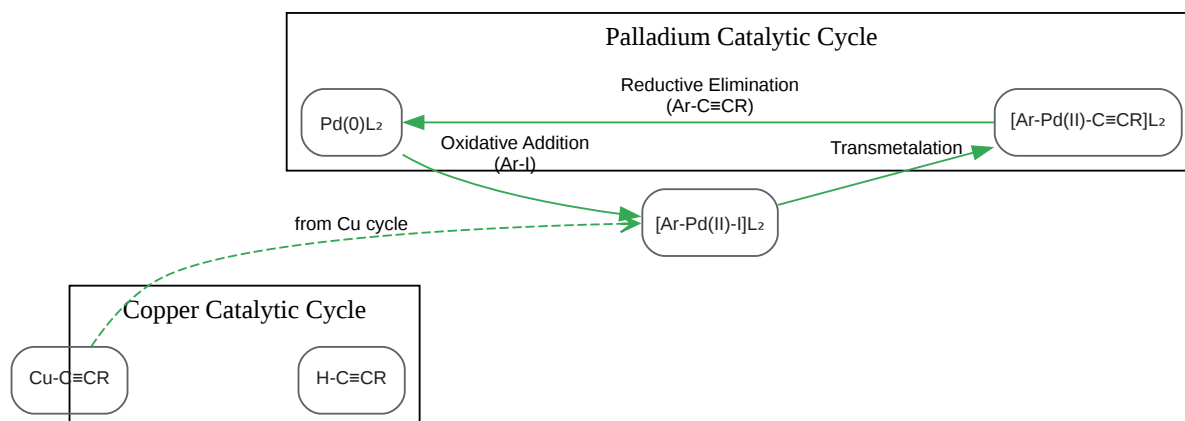 Palladium Catalytic Cycle
Reductive Elimination
(Ar-C≡CR)
Pd(0)L₂
[Ar-Pd(II)-C≡CR]L₂
Oxidative Addition
(Ar-I)
Transmetalation
[Ar-Pd(II)-I]L₂
from Cu cycle
Copper Catalytic Cycle
Cu-C≡CR
H-C≡CR